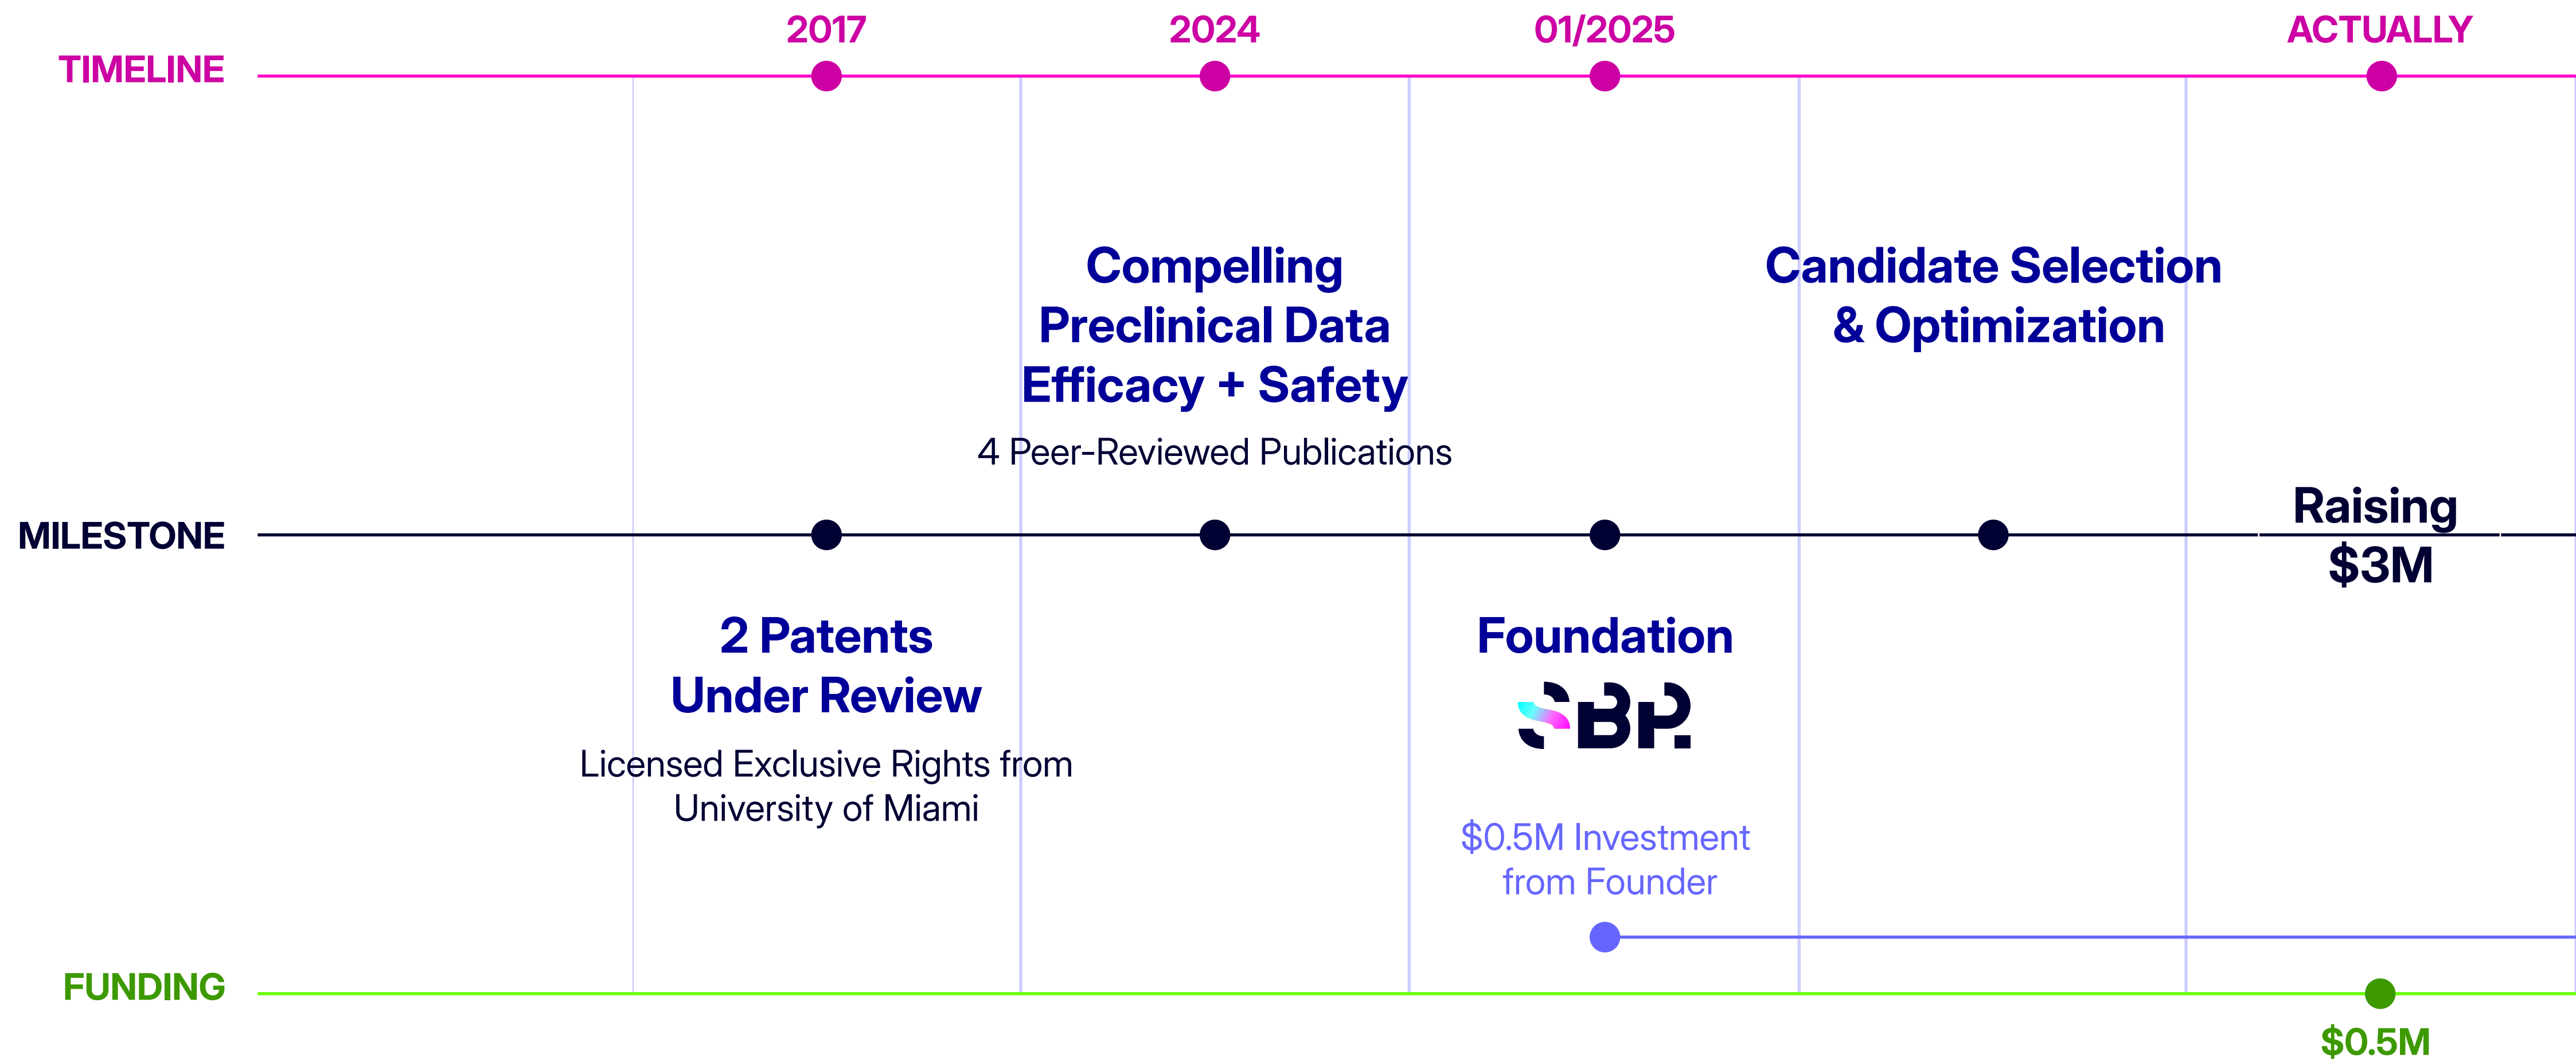 2017
2024
01/2025
ACTUALLY
TIMELINE
Compelling
Preclinical Data
Efficacy + Safety
4 Peer-Reviewed Publications
Candidate Selection
& Optimization
MILESTONE
Raising
$3M
2 Patents
Under Review
Licensed Exclusive Rights from
University of Miami
Foundation
SBP.
$0.5M Investment
from Founder
FUNDING
$0.5M